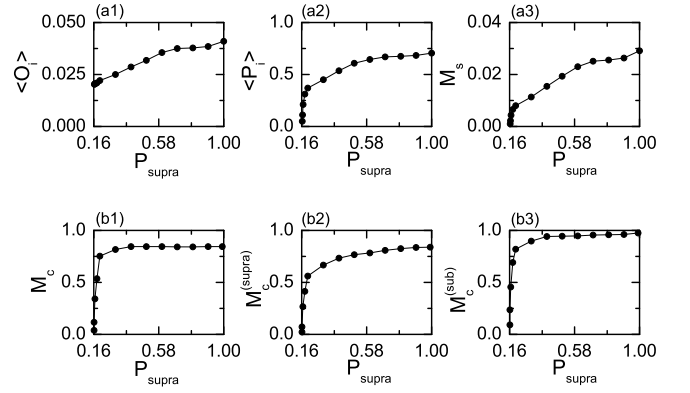 (a1)
0.050
0.025
0.000
<O_i>
0.16 0.58 1.00
P_supra
(a2)
1.0
0.5
0.0
<P_i>
0.16 0.58 1.00
P_supra
(a3)
0.04
0.02
0.00
M_s
0.16 0.58 1.00
P_supra
(b1)
1.0
0.5
0.0
M_c
0.16 0.58 1.00
P_supra
(b2)
1.0
0.5
0.0
M_c^(supra)
0.16 0.58 1.00
P_supra
(b3)
1.0
0.5
0.0
M_c^(sub)
0.16 0.58 1.00
P_supra